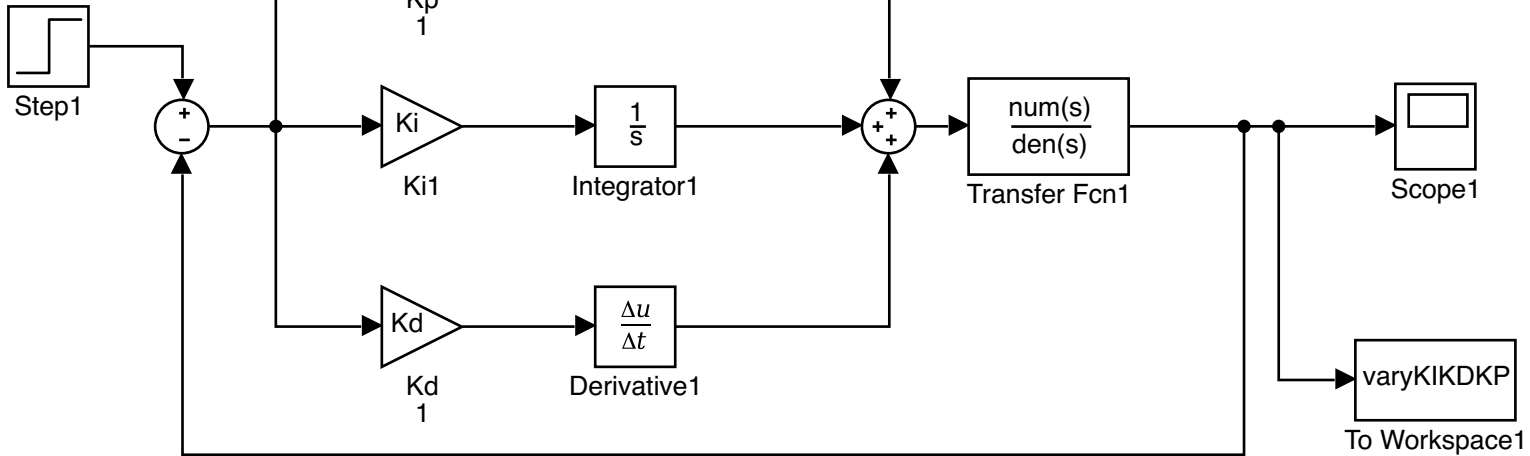 Kp
1
Step1
+
−
Ki
Ki1
1
s
Integrator1
+
+
+
num(s)
den(s)
Transfer Fcn1
Scope1
Kd
Kd
1
Δu
Δt
Derivative1
varyKIKDKP
To Workspace1